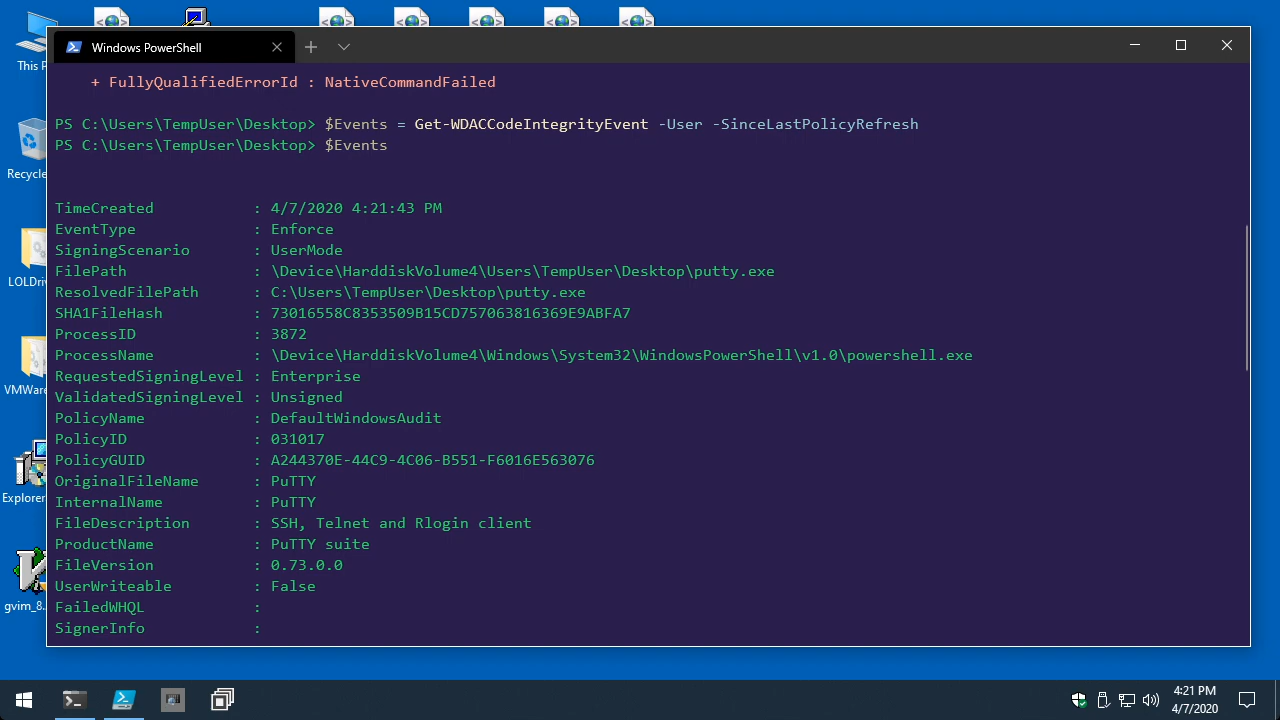 Windows PowerShell
This P
+ FullyQualifiedErrorId : NativeCommandFailed
PS C:\Users\TempUser\Desktop> $Events = Get-WDACCodeIntegrityEvent -User -SinceLastPolicyRefresh
PS C:\Users\TempUser\Desktop> $Events
Recycle
TimeCreated : 4/7/2020 4:21:43 PM
EventType : Enforce
SigningScenario : UserMode
FilePath : \Device\HarddiskVolume4\Users\TempUser\Desktop\putty.exe
LOLDriv
ResolvedFilePath : C:\Users\TempUser\Desktop\putty.exe
SHA1FileHash : 73016558C8353509B15CD757063816369E9ABFA7
ProcessID : 3872
ProcessName : \Device\HarddiskVolume4\Windows\System32\WindowsPowerShell\v1.0\powershell.exe
RequestedSigningLevel : Enterprise
VMWare
ValidatedSigningLevel : Unsigned
PolicyName : DefaultWindowsAudit
PolicyID : 031017
PolicyGUID : A244370E-44C9-4C06-B551-F6016E563076
OriginalFileName : PuTTY
Explorer
InternalName : PuTTY
FileDescription : SSH, Telnet and Rlogin client
ProductName : PuTTY suite
FileVersion : 0.73.0.0
UserWriteable : False
gvim_8.
FailedWHQL :
SignerInfo :
4:21 PM
4/7/2020